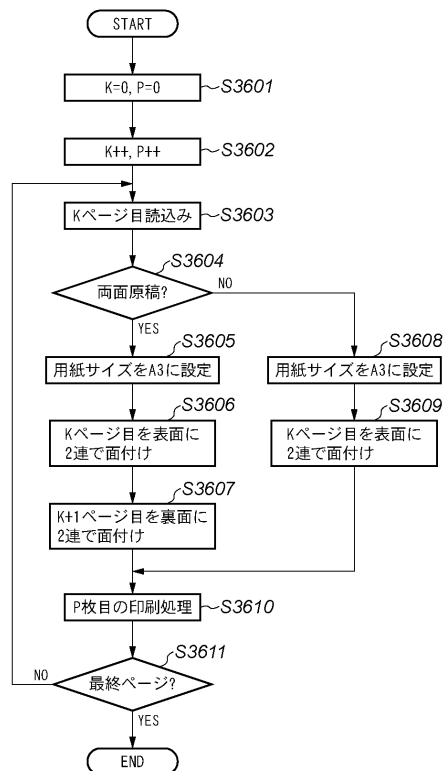 START
K=0, P=0
S3601
K++, P++
S3602
Kページ目読込み
S3603
S3604
両面原稿?
NO
YES
S3605
用紙サイズをA3に設定
S3608
用紙サイズをA3に設定
S3606
Kページ目を表面に
2連で面付け
S3609
Kページ目を表面に
2連で面付け
S3607
K+1ページ目を裏面に
2連で面付け
P枚目の印刷処理
S3610
S3611
NO
最終ページ?
YES
END